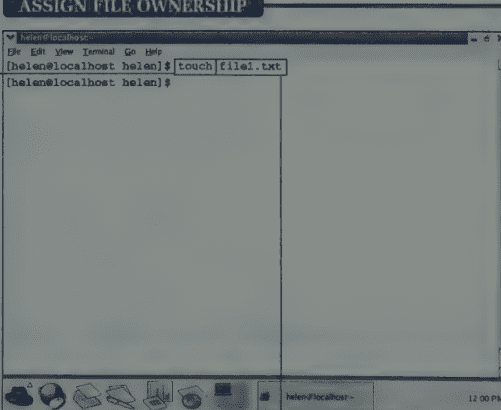 ASSIGN FILE OWNERSHIP
helen@localhost:~
File Edit View Terminal Go Help
[helen@localhost helen]$ touch file1.txt
[helen@localhost helen]$
helen@localhost:~
12:00 P